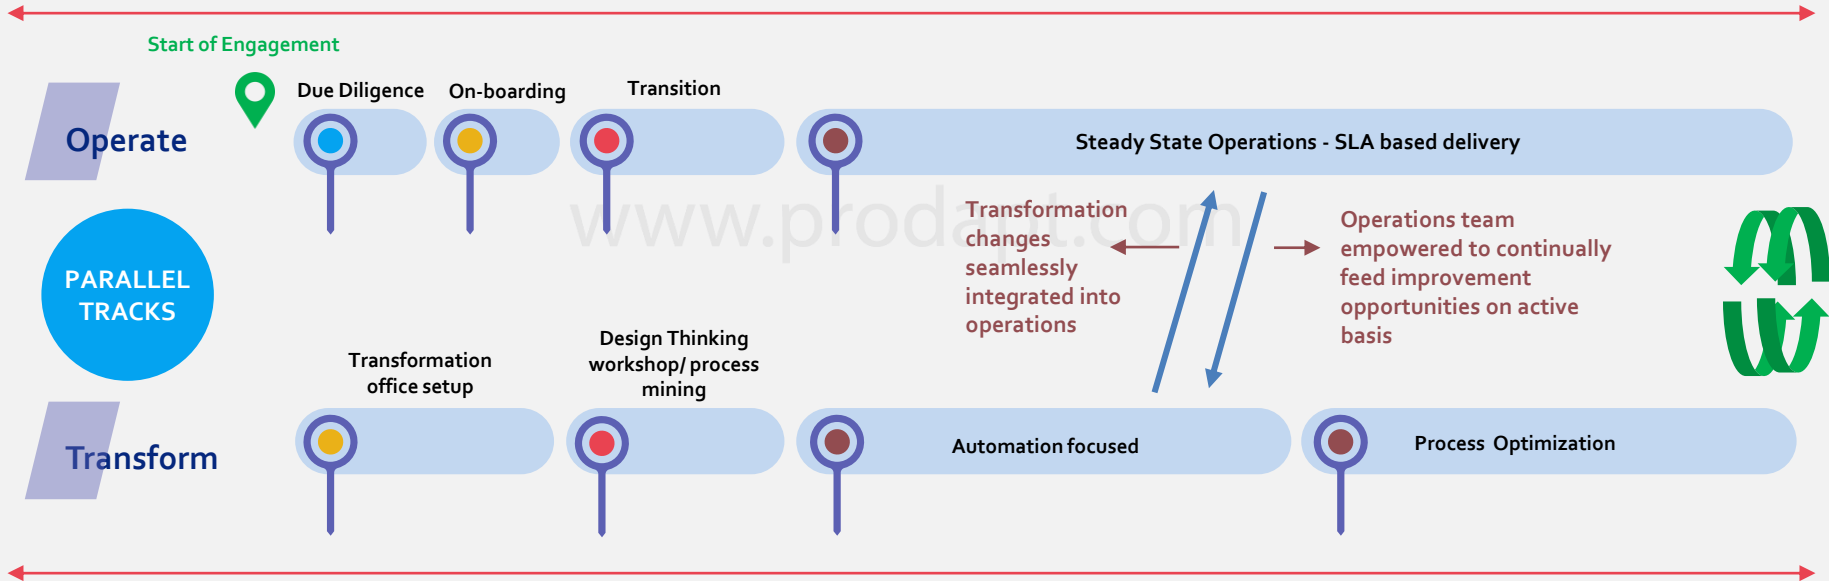 Start of Engagement
Due Diligence
On-boarding
Transition
Operate
Steady State Operations - SLA based delivery
www.prodapt.com
Transformation
changes
seamlessly
integrated into
operations
Operations team
empowered to continually
feed improvement
opportunities on active
basis
PARALLEL
TRACKS
Transformation
office setup
Design Thinking
workshop/ process
mining
Transform
Automation focused
Process Optimization